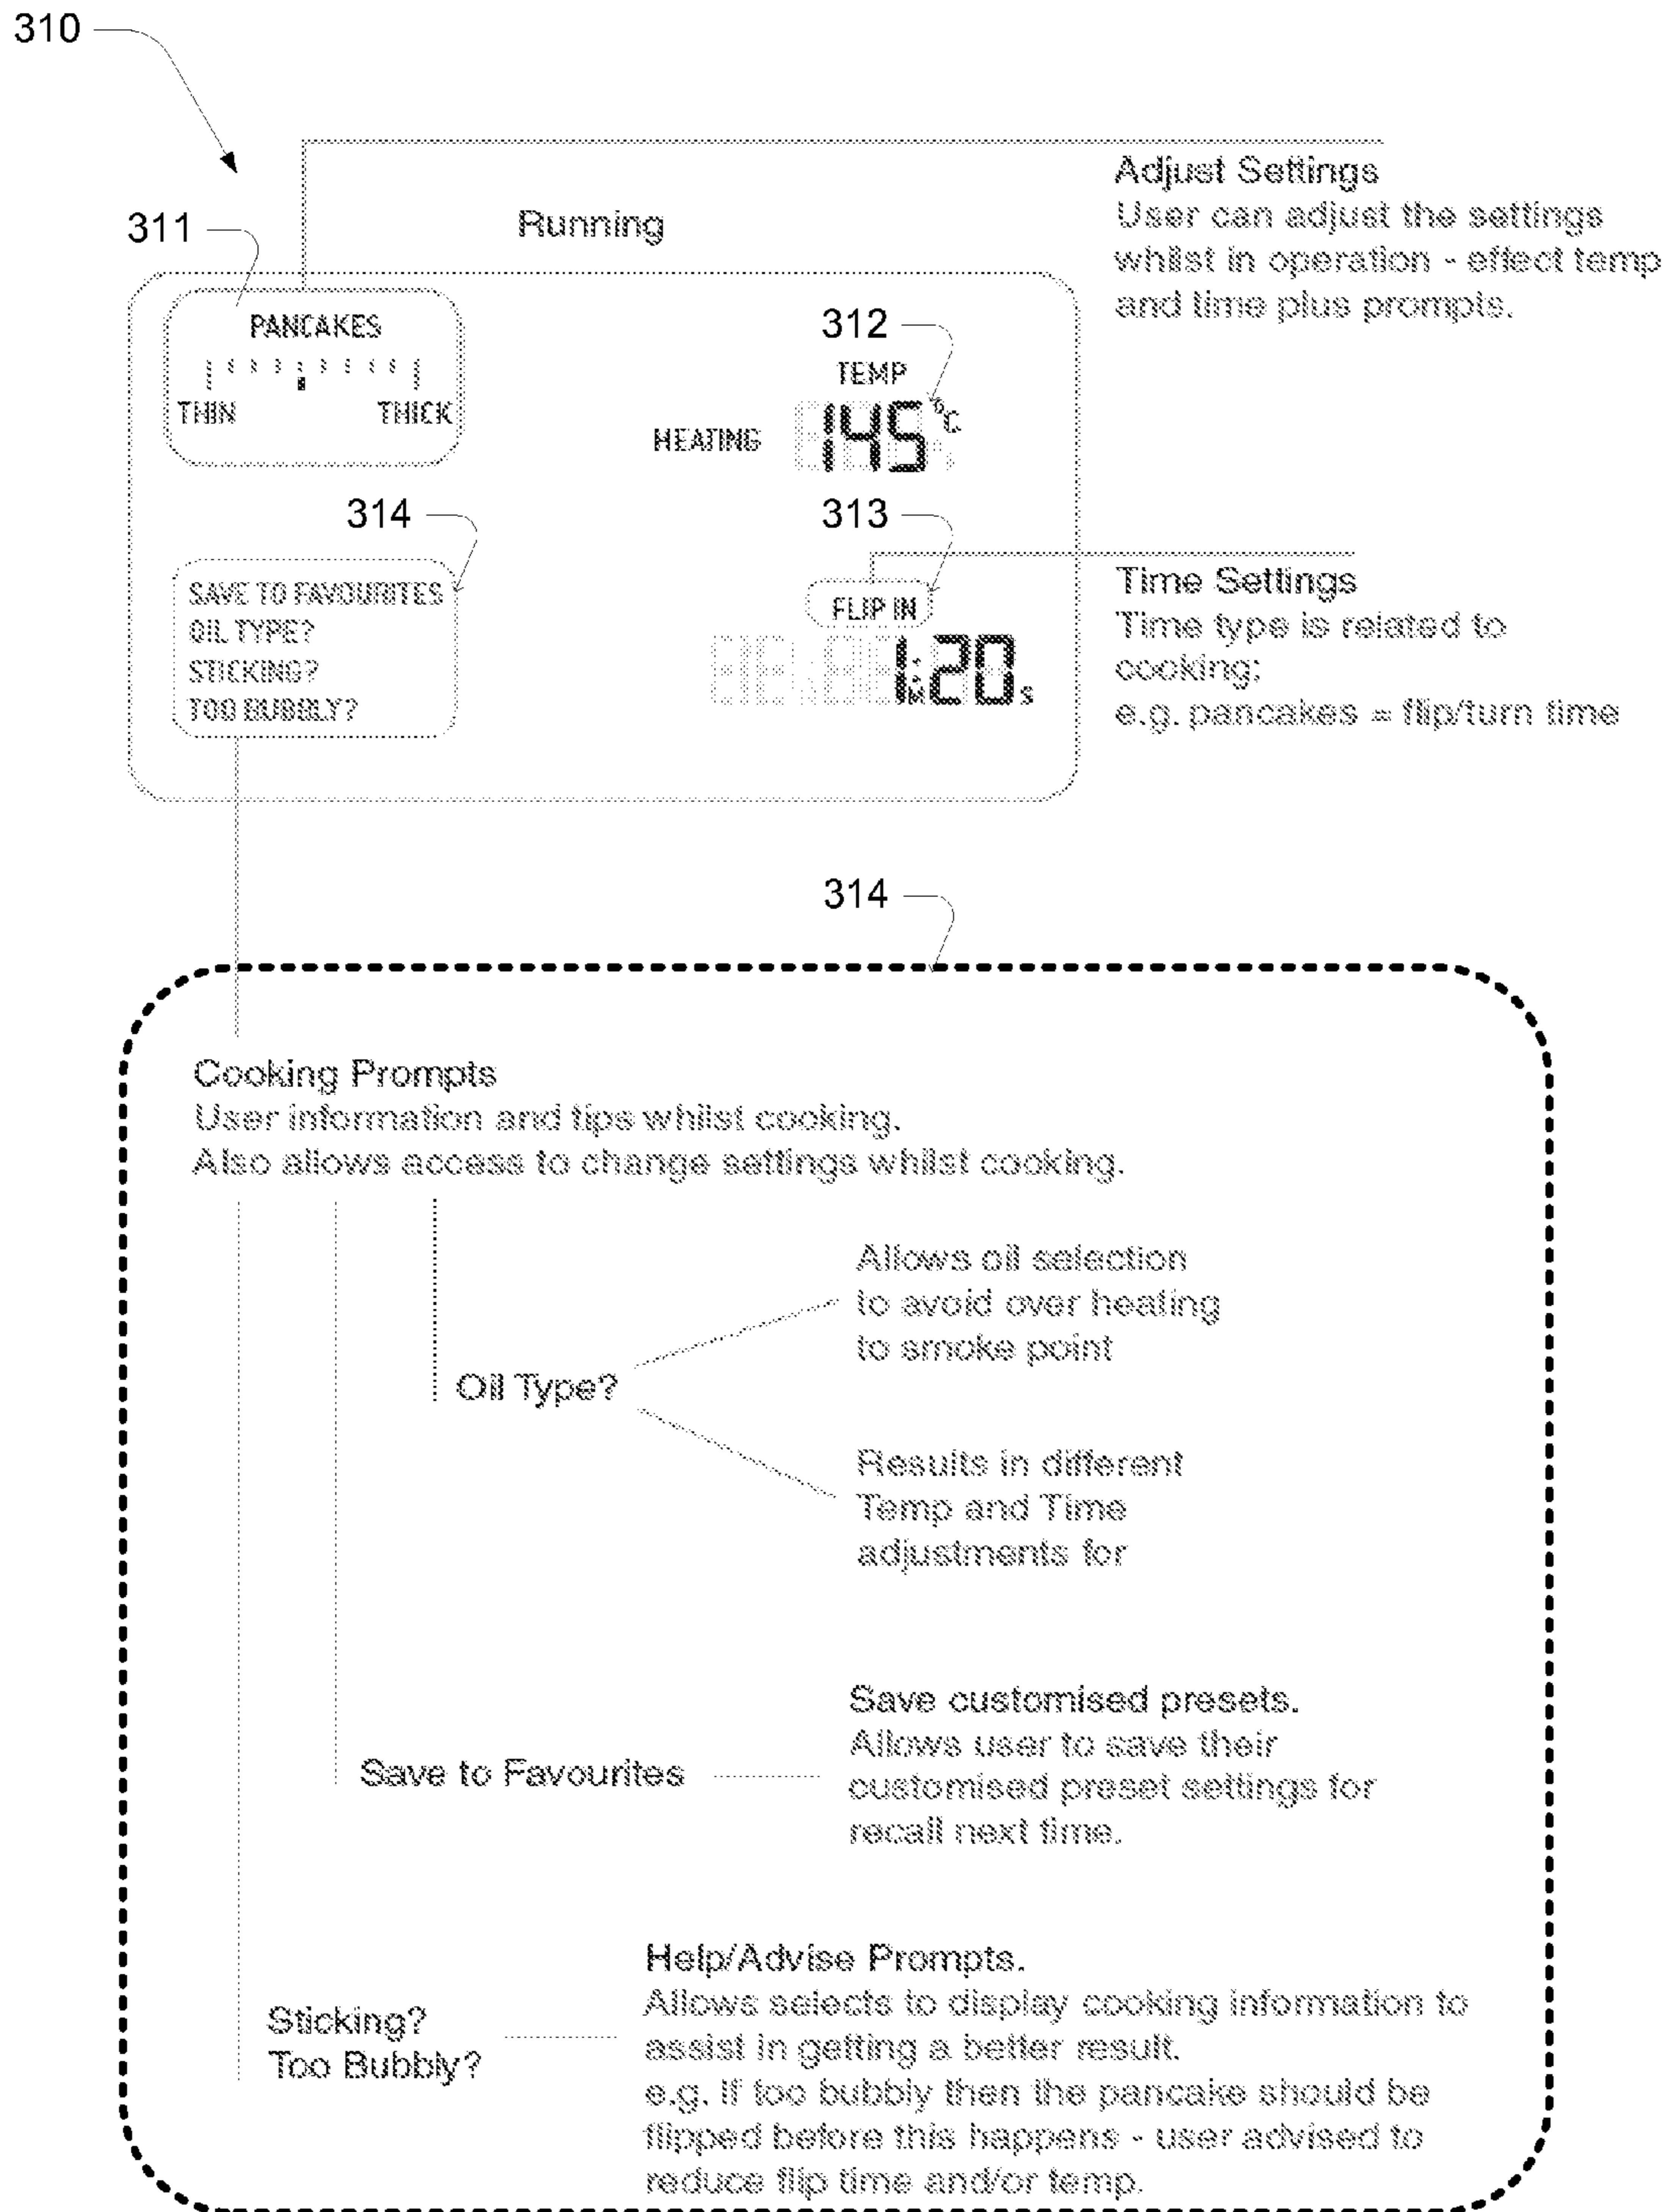 310
311
Running
Adjust Settings
User can adjust the settings
whilst in operation - effect temp
and time plus prompts.
PANCAKES
THIN THICK
312
TEMP
HEATING 145°C
314
313
SAVE TO FAVOURITES
OIL TYPE?
STICKING?
TOO BUBBLY?
FLIP IN
1:20
M S
Time Settings
Time type is related to
cooking;
e.g. pancakes = flip/turn time
314
Cooking Prompts
User information and tips whilst cooking.
Also allows access to change settings whilst cooking.
Oil Type?
Allows oil selection
to avoid over heating
to smoke point
Results in different
Temp and Time
adjustments for
Save to Favourites
Save customised presets.
Allows user to save their
customised preset settings for
recall next time.
Sticking?
Too Bubbly?
Help/Advise Prompts.
Allows selects to display cooking information to
assist in getting a better result.
e.g. If too bubbly then the pancake should be
flipped before this happens - user advised to
reduce flip time and/or temp.